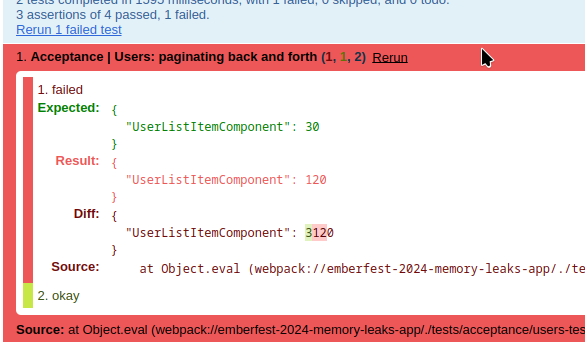 2 tests completed in 1595 milliseconds, with 1 failed, 0 skipped, and 0 todo.
3 assertions of 4 passed, 1 failed.
Rerun 1 failed test
1. Acceptance | Users: paginating back and forth (1, 1, 2) Rerun
1. failed
Expected: {
"UserListItemComponent": 30
}
Result: {
"UserListItemComponent": 120
}
Diff: {
"UserListItemComponent": 3120
}
Source: at Object.eval (webpack://emberfest-2024-memory-leaks-app/./te
2. okay
Source: at Object.eval (webpack://emberfest-2024-memory-leaks-app/./tests/acceptance/users-tes